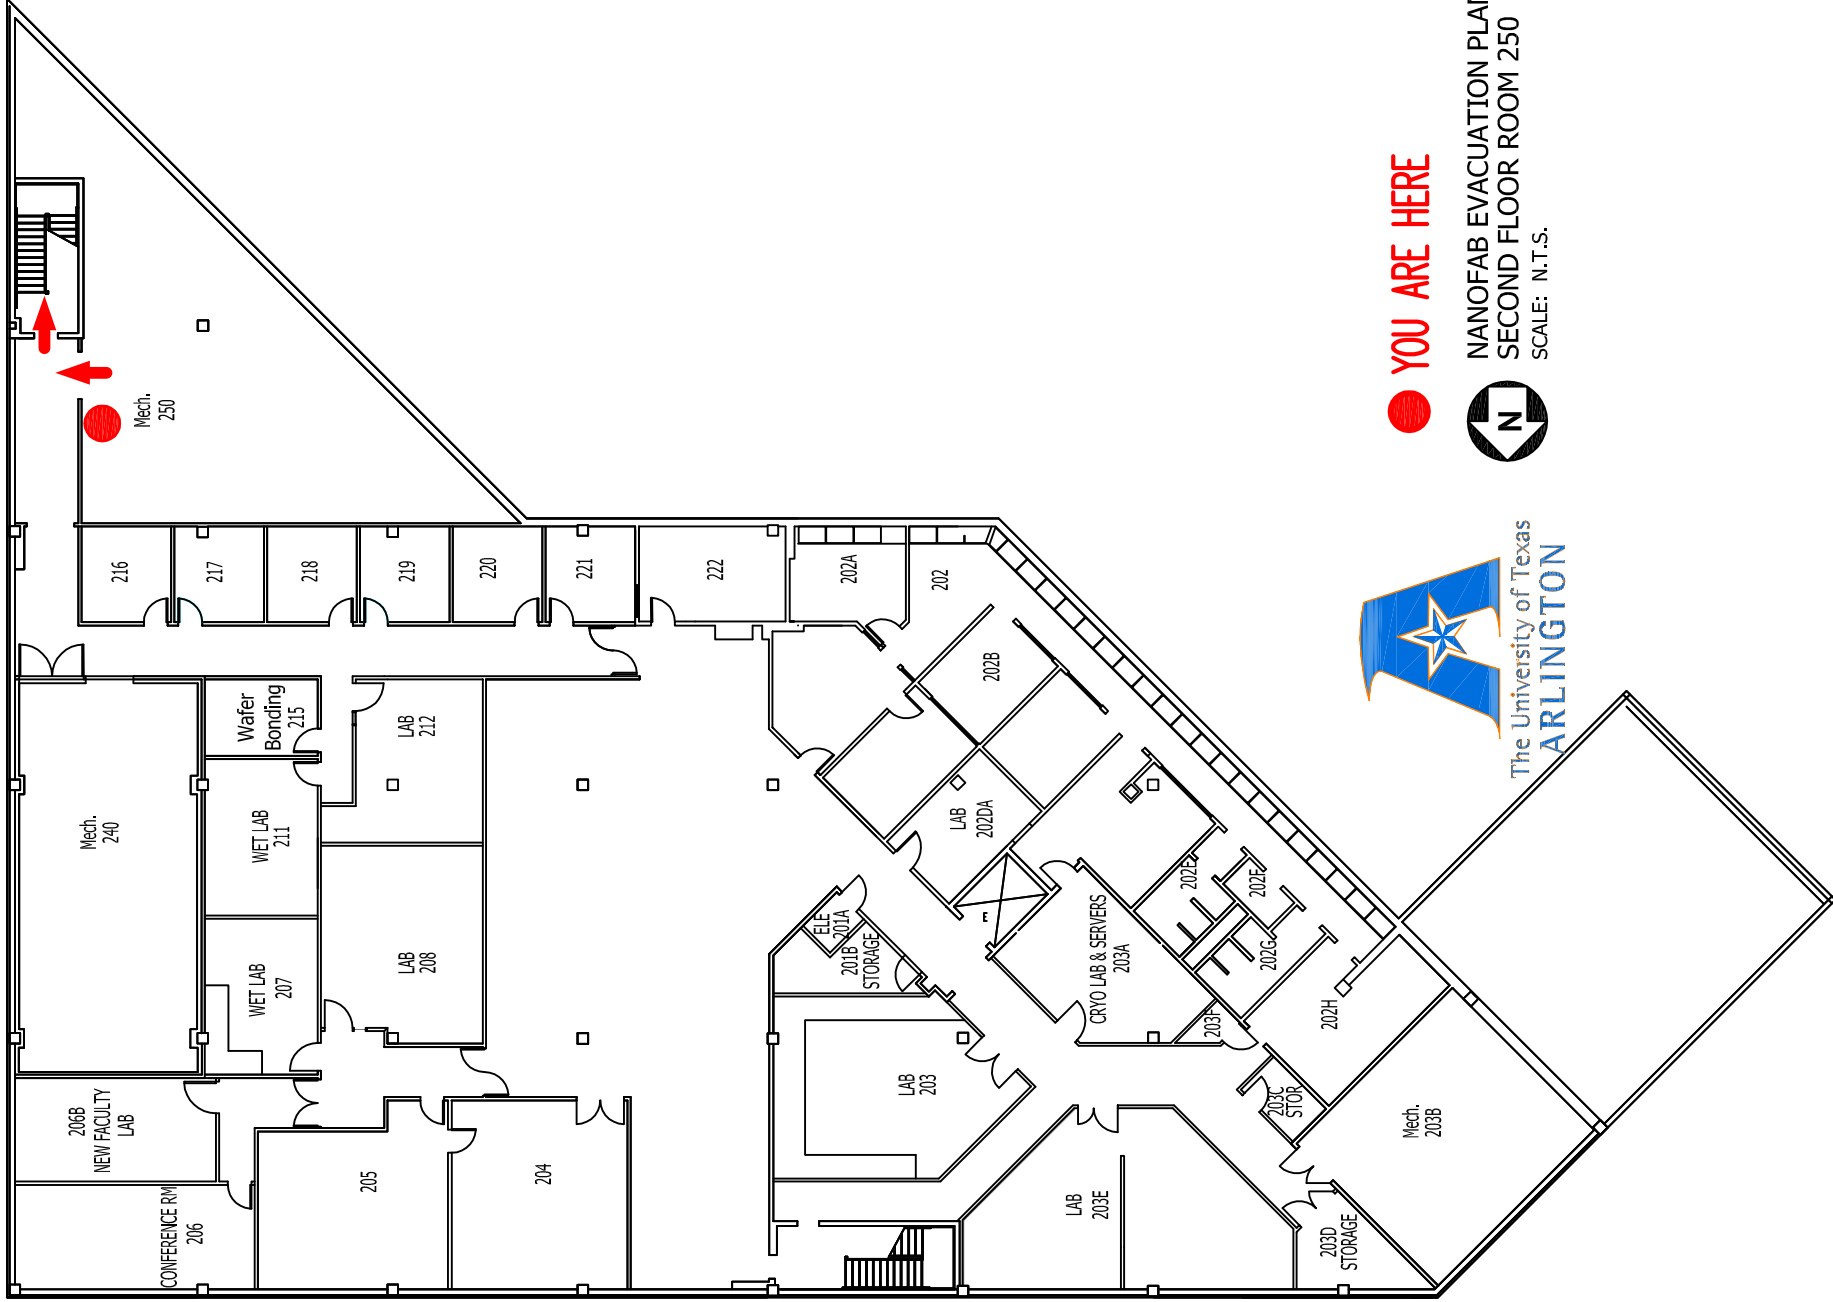 YOU ARE HERE
NANOFAB EVACUATION PLAN
SECOND FLOOR ROOM 250
SCALE: N.T.S.
N
The University of Texas
ARLINGTON
Mech.
250
216
217
218
219
220
221
222
202A
202
202B
Mech.
240
Wafer
Bonding
215
LAB
212
WET LAB
211
LAB
208
WET LAB
207
LAB
202DA
E
ELE
201A
201B
STORAGE
CRYO LAB & SERVERS
203A
202E
202F
202G
202H
203F
LAB
203
203C
STOR
Mech.
203B
206B
NEW FACULTY
LAB
CONFERENCE RM
206
205
204
LAB
203E
203D
STORAGE